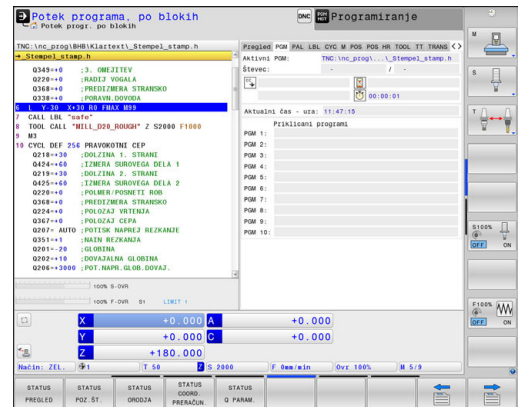 Potek programa, po blokih
Potek progr. po blokih
DNC
Programiranje
TNC:\nc_prog\BHB\Klartext\_Stempel_stamp.h
→_Stempel_stamp.h
Q349=+0 ;3. OMEJITEV
Q220=+0 ;RADIJ VOGALA
Q368=+0 ;PREDIZMERA STRANSKO
Q338=+0 ;PORAVN.DOVODA
6 L Y-30 X+30 R0 FMAX M99
7 CALL LBL "safe"
8 TOOL CALL "MILL_D20_ROUGH" Z S2000 F1000
9 M3
10 CYCL DEF 256 PRAVOKOTNI CEP
Q218=+30 ;DOLZINA 1. STRANI
Q424=+60 ;IZMERA SUROVEGA DELA 1
Q219=+30 ;DOLZINA 2. STRANI
Q425=+60 ;IZMERA SUROVEGA DELA 2
Q220=+0 ;POLMER/POSNETI ROB
Q368=+0 ;PREDIZMERA STRANSKO
Q224=+0 ;POLOZAJ VRTENJA
Q367=+0 ;POLOZAJ CEPA
Q207= AUTO ;POTISK NAPREJ REZKANJE
Q351=+1 ;NAIN REZKANJA
Q201=-20 ;GLOBINA
Q202=+10 ;DOVAJALNA GLOBINA
Q206=+3000 ;POT.NAPR.GLOB.DOVAJ.
100% S-OVR
100% F-OVR S1 LIMIT 1
Pregled PGM PAL LBL CYC M POS POS HR TOOL TT TRANS
Aktivni PGM: TNC:\nc_prog\...\_Stempel_stamp.h
Števec: - / -
00:00:01
Aktualni čas - ura: 11:47:15
Priklicani programi
PGM 1:
PGM 2:
PGM 3:
PGM 4:
PGM 5:
PGM 6:
PGM 7:
PGM 8:
PGM 9:
PGM 10:
X +0.000 A +0.000
Y +0.000 C +0.000
Z +180.000
Način: ŽEL. 1 T 50 Z S 2000 F 0mm/min Ovr 100% M 5/9
STATUS PREGLED
STATUS POZ.ŠT.
STATUS ORODJA
STATUS COORD. PRERAČUN.
STATUS Q PARAM.
M
S
T
S100%
OFF ON
F100%
OFF ON